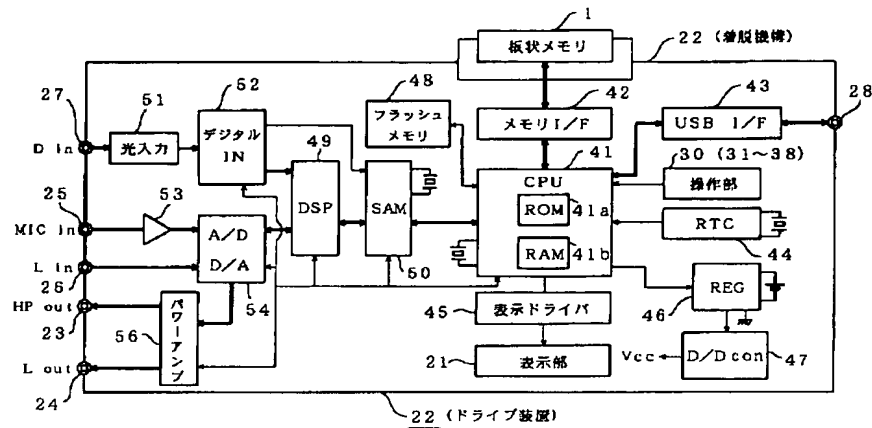 1
板状メモリ
22 (着脱機構)
27
51
52
48
42
43
28
D in
光入力
デジタル
IN
49
フラッシュ
メモリ
メモリI/F
USB I/F
41
30 (31～38)
操作部
25
53
DSP
SAM
CPU
ROM
41a
RAM
41b
RTC
44
MIC in
A/D
D/A
L in
26
54
50
HP out
23
56
パワーアンプ
45
表示ドライバ
46
REG
L out
24
21
表示部
Vcc
D/Dcon
47
22 (ドライブ装置)